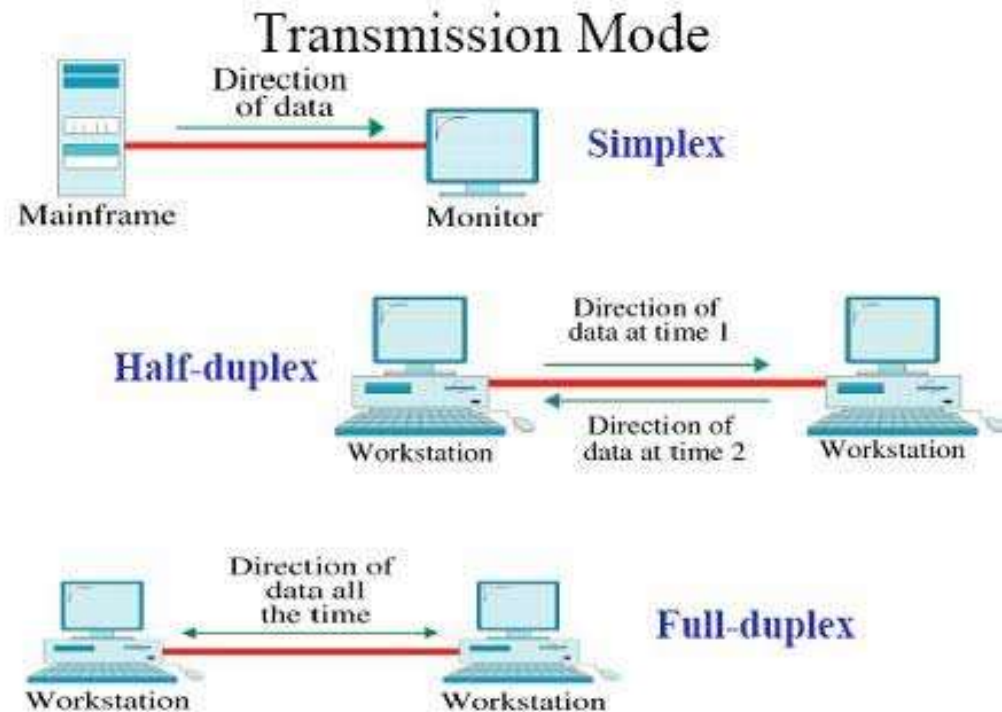 Transmission Mode
Direction
of data
Simplex
Mainframe
Monitor
Direction of
data at time 1
Half-duplex
Direction of
data at time 2
Workstation
Workstation
Direction of
data all
the time
Full-duplex
Workstation
Workstation